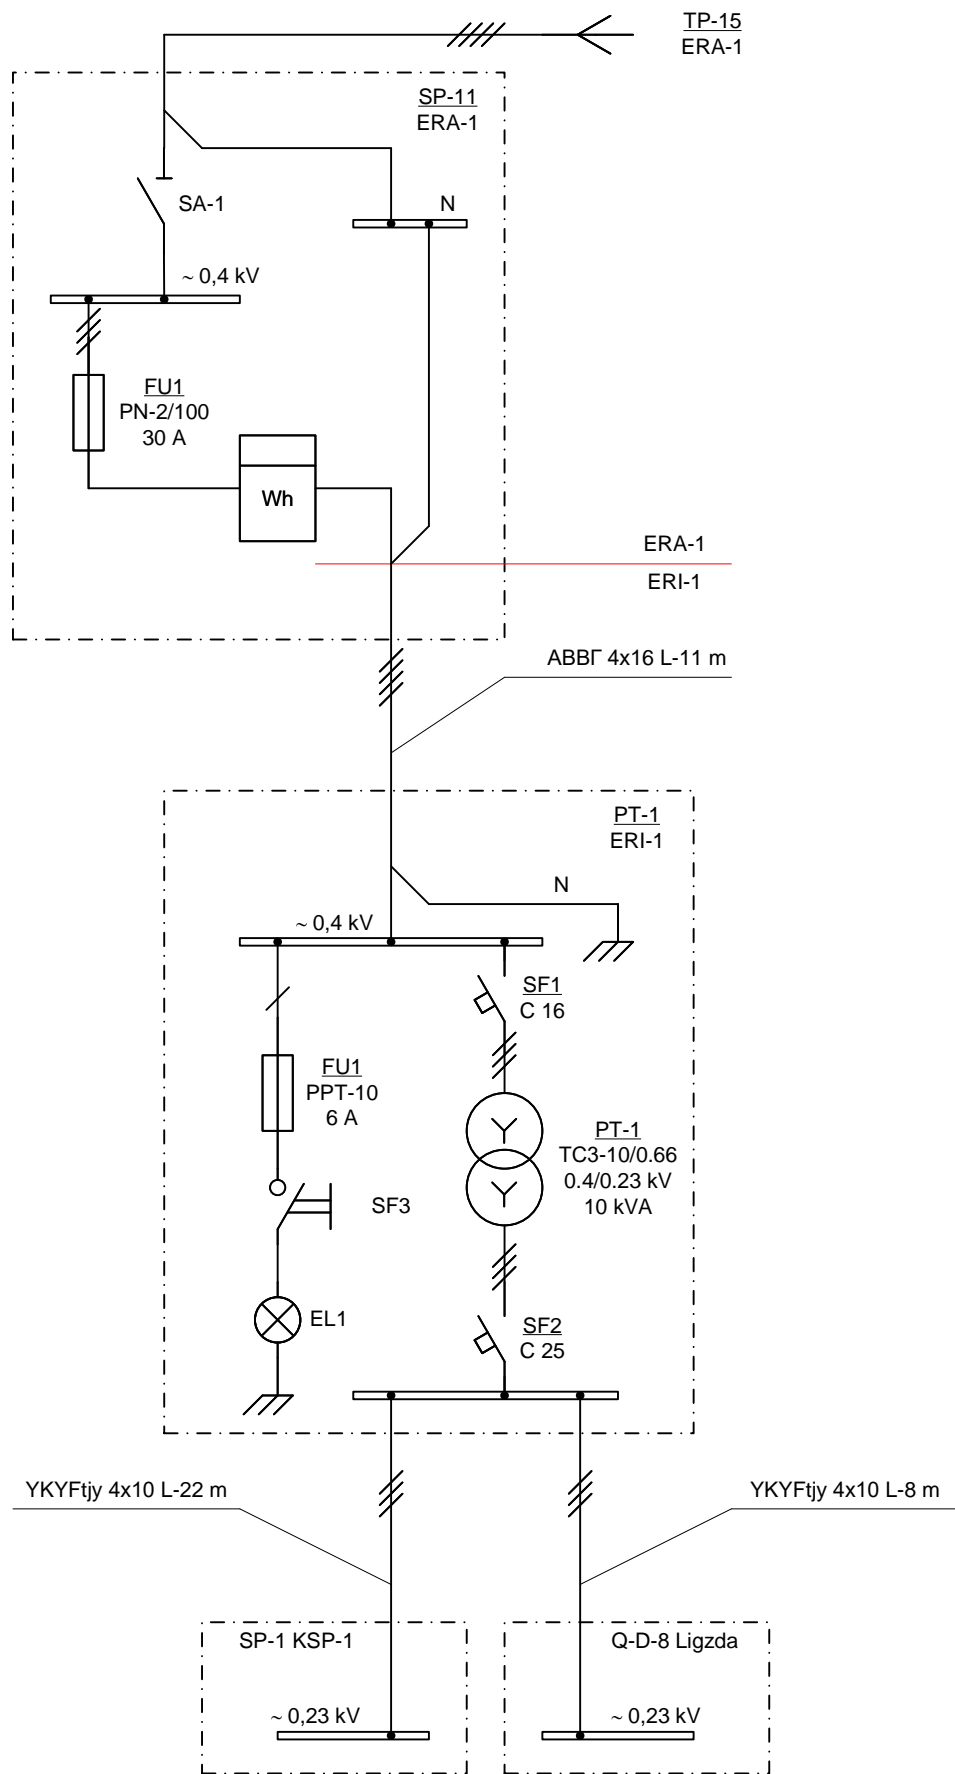 TP-15
ERA-1
SP-11
ERA-1
SA-1
N
~ 0,4 kV
FU1
PN-2/100
30 A
Wh
ERA-1
ERI-1
АВВГ 4x16 L-11 m
PT-1
ERI-1
N
~ 0,4 kV
SF1
C 16
FU1
PPT-10
6 A
PT-1
TC3-10/0.66
0.4/0.23 kV
10 kVA
SF3
EL1
SF2
C 25
YKYFtjy 4x10 L-22 m
YKYFtjy 4x10 L-8 m
SP-1 KSP-1
Q-D-8 Ligzda
~ 0,23 kV
~ 0,23 kV